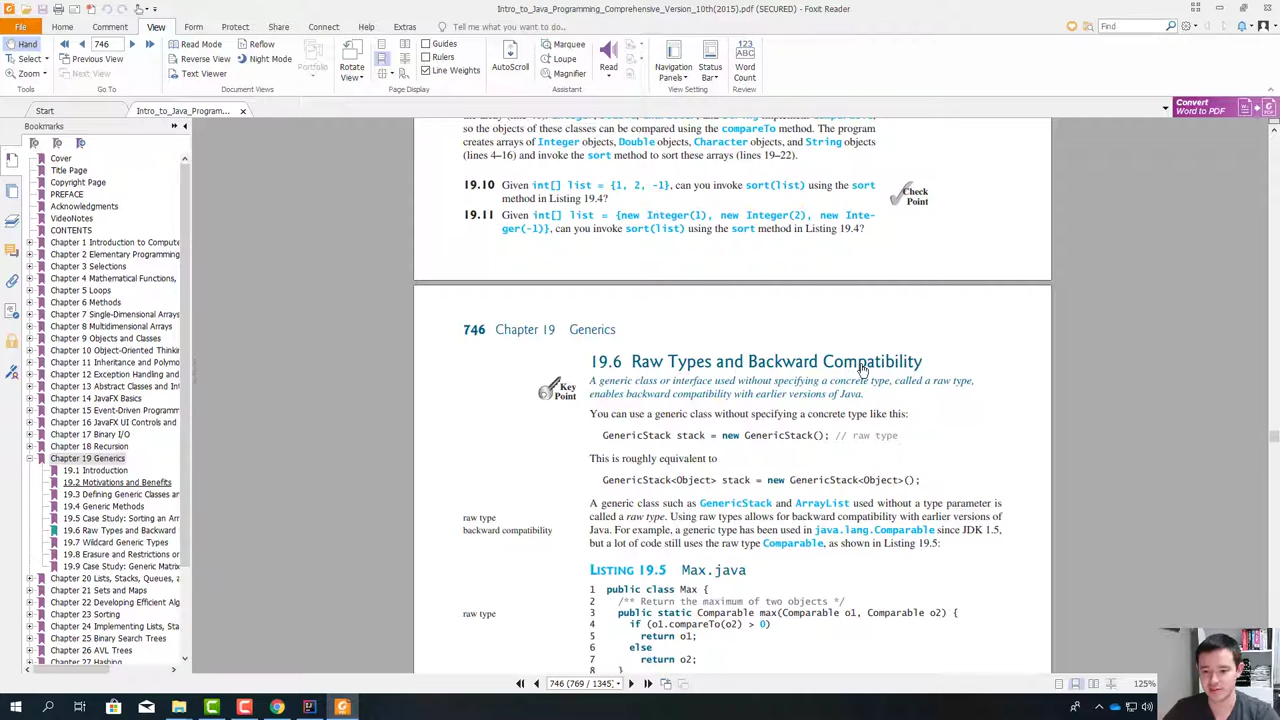 Intro_to_Java_Programming_Comprehensive_Version_10th(2015).pdf (SECURED) - Foxit Reader
File Home Comment View Form Protect Share Connect Help Extras Tell me what you want to do... Find
Hand 746 Read Mode Reflow Guides Marquee
Select Previous View Reverse View Night Mode Portfolio Rotate View Rulers AutoScroll Loupe Read Navigation Panels Status Bar Word Count
Zoom Next View Text Viewer Line Weights Magnifier
Tools Go To Document Views Page Display Assistant View Setting Review
Start Intro_to_Java_Program... Convert Word to PDF
Bookmarks
Cover
Title Page
Copyright Page
PREFACE
Acknowledgments
VideoNotes
CONTENTS
Chapter 1 Introduction to Compute
Chapter 2 Elementary Programming
Chapter 3 Selections
Chapter 4 Mathematical Functions,
Chapter 5 Loops
Chapter 6 Methods
Chapter 7 Single-Dimensional Arrays
Chapter 8 Multidimensional Arrays
Chapter 9 Objects and Classes
Chapter 10 Object-Oriented Thinkin
Chapter 11 Inheritance and Polymo
Chapter 12 Exception Handling and
Chapter 13 Abstract Classes and Int
Chapter 14 JavaFX Basics
Chapter 15 Event-Driven Programm
Chapter 16 JavaFX UI Controls and
Chapter 17 Binary I/O
Chapter 18 Recursion
Chapter 19 Generics
19.1 Introduction
19.2 Motivations and Benefits
19.3 Defining Generic Classes an
19.4 Generic Methods
19.5 Case Study: Sorting an Arr
19.6 Raw Types and Backward
19.7 Wildcard Generic Types
19.8 Erasure and Restrictions o
19.9 Case Study: Generic Matrix
Chapter 20 Lists, Stacks, Queues, a
Chapter 21 Sets and Maps
Chapter 22 Developing Efficient Alg
Chapter 23 Sorting
Chapter 24 Implementing Lists, Sta
Chapter 25 Binary Search Trees
Chapter 26 AVL Trees
Chapter 27 Hashing
so the objects of these classes can be compared using the compareTo method. The program
creates arrays of Integer objects, Double objects, Character objects, and String objects
(lines 4–16) and invoke the sort method to sort these arrays (lines 19–22).
19.10 Given int[] list = {1, 2, -1}, can you invoke sort(list) using the sort
method in Listing 19.4?
Check Point
19.11 Given int[] list = {new Integer(1), new Integer(2), new Inte-
ger(-1)}, can you invoke sort(list) using the sort method in Listing 19.4?
746 Chapter 19 Generics
19.6 Raw Types and Backward Compatibility
Key Point
A generic class or interface used without specifying a concrete type, called a raw type,
enables backward compatibility with earlier versions of Java.
You can use a generic class without specifying a concrete type like this:
GenericStack stack = new GenericStack(); // raw type
This is roughly equivalent to
GenericStack<Object> stack = new GenericStack<Object>();
A generic class such as GenericStack and ArrayList used without a type parameter is
raw type called a raw type. Using raw types allows for backward compatibility with earlier versions of
backward compatibility Java. For example, a generic type has been used in java.lang.Comparable since JDK 1.5,
but a lot of code still uses the raw type Comparable, as shown in Listing 19.5:
LISTING 19.5 Max.java
1 public class Max {
2 /** Return the maximum of two objects */
raw type 3 public static Comparable max(Comparable o1, Comparable o2) {
4 if (o1.compareTo(o2) > 0)
5 return o1;
6 else
7 return o2;
8 }
746 (769 / 1345) 125%